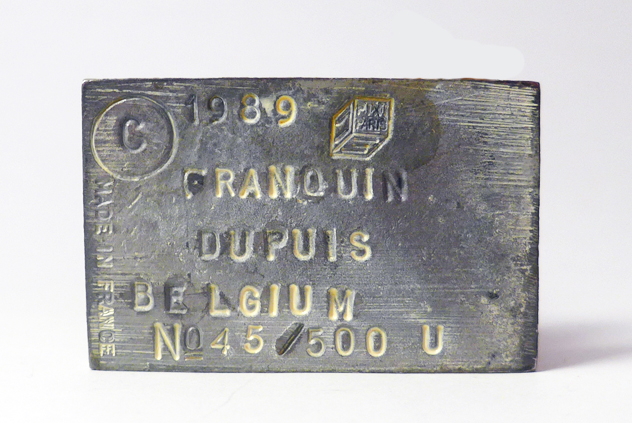 © 1989
FRANQUIN
DUPUIS
BELGIUM
No 45/500 U
MADE IN FRANCE